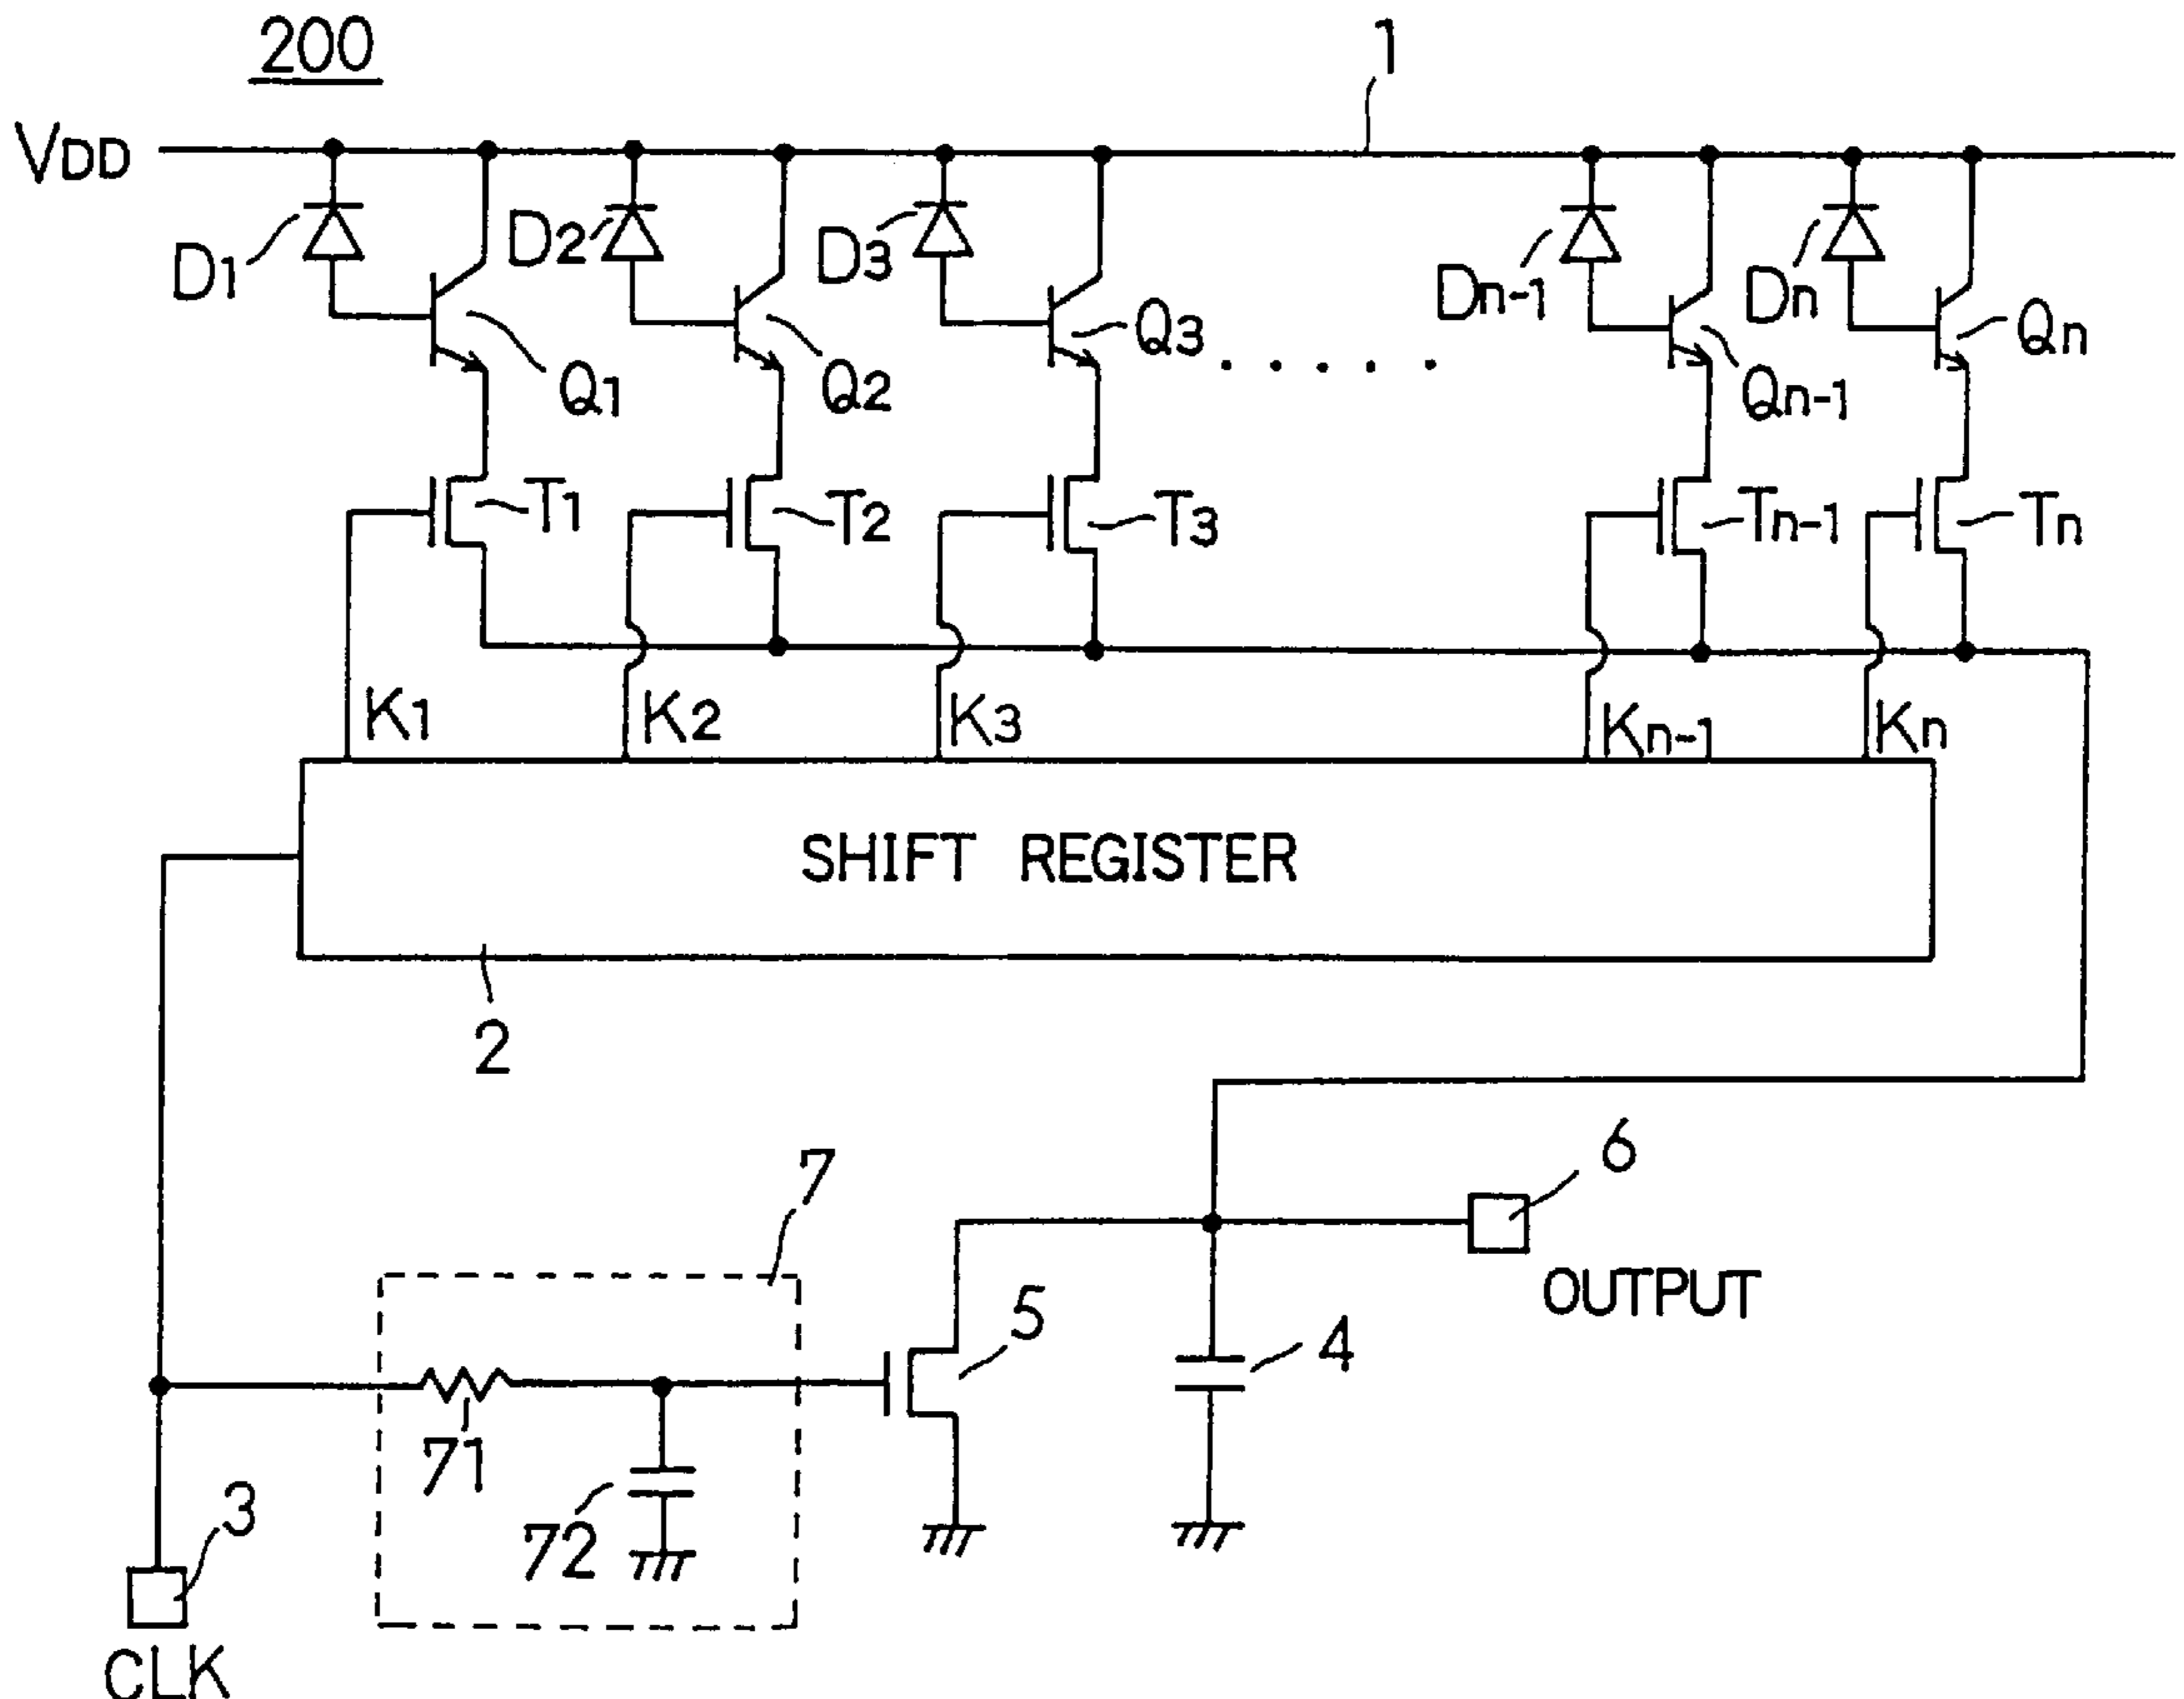 200
1
VDD
D1
D2
D3
Dn-1
Dn
Q1
Q2
Q3
Qn-1
Qn
T1
T2
T3
Tn-1
Tn
K1
K2
K3
Kn-1
Kn
SHIFT REGISTER
2
6
7
OUTPUT
5
4
71
72
3
CLK